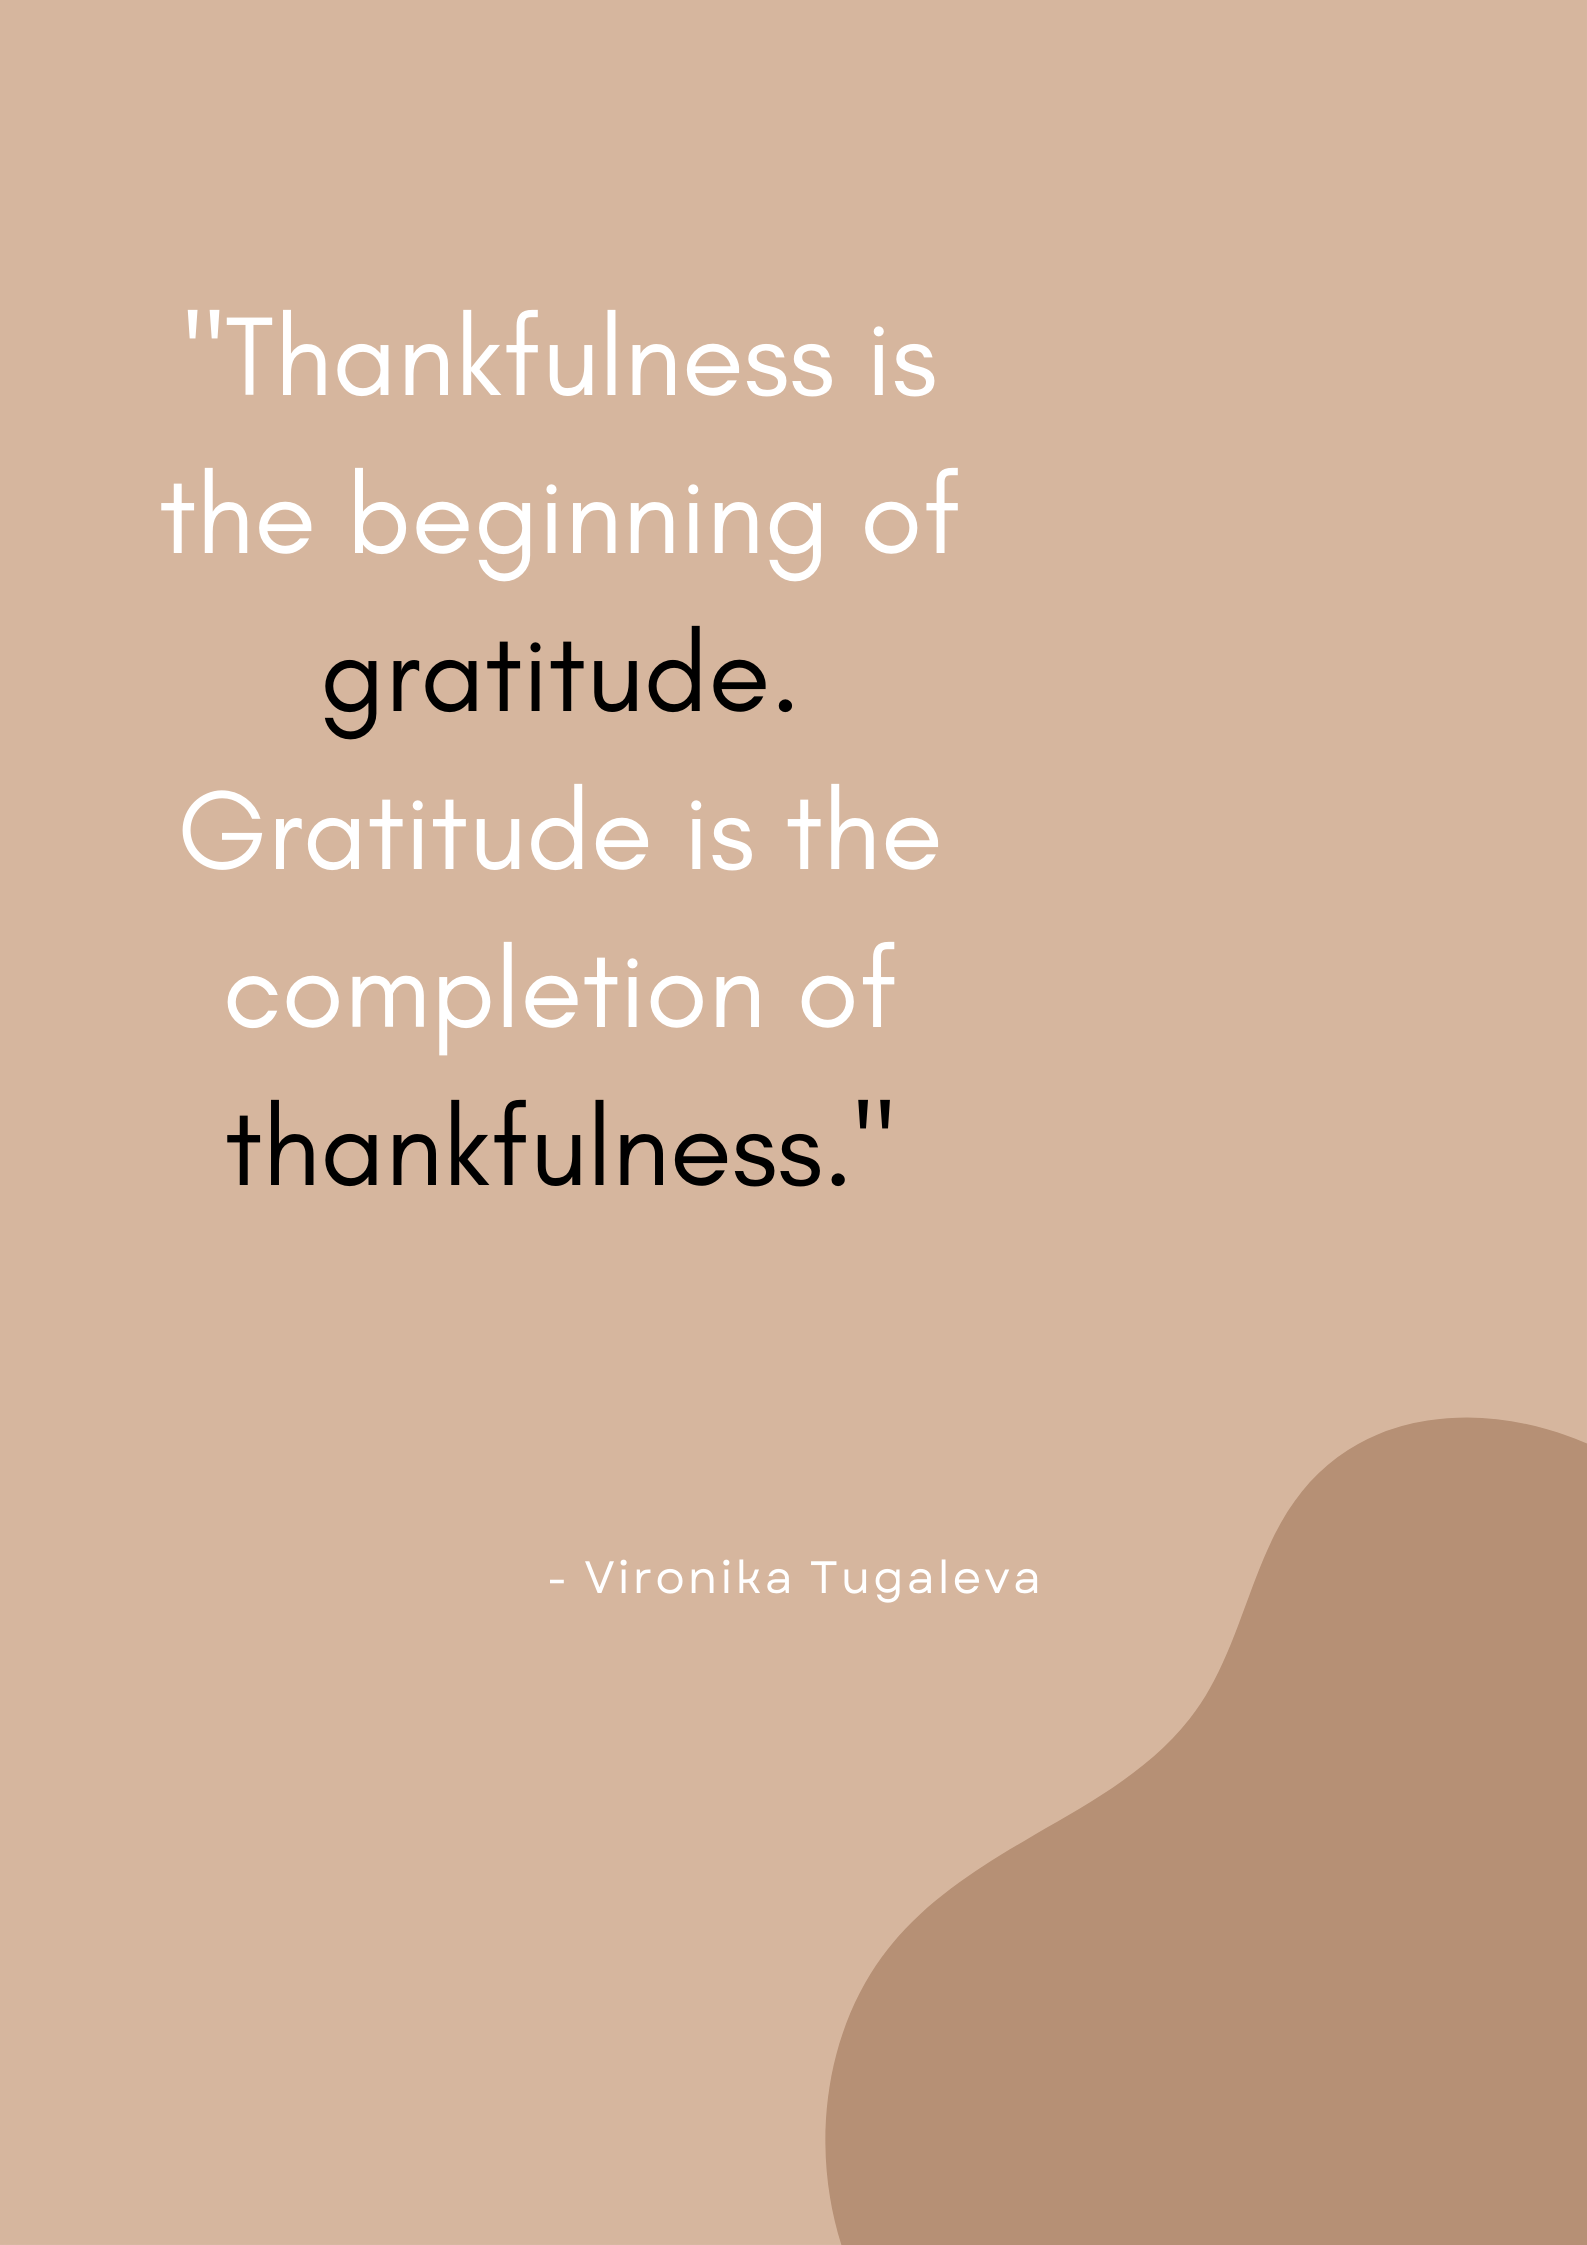 "Thankfulness is
the beginning of
gratitude.
Gratitude is the
completion of
thankfulness."
- Vironika Tugaleva